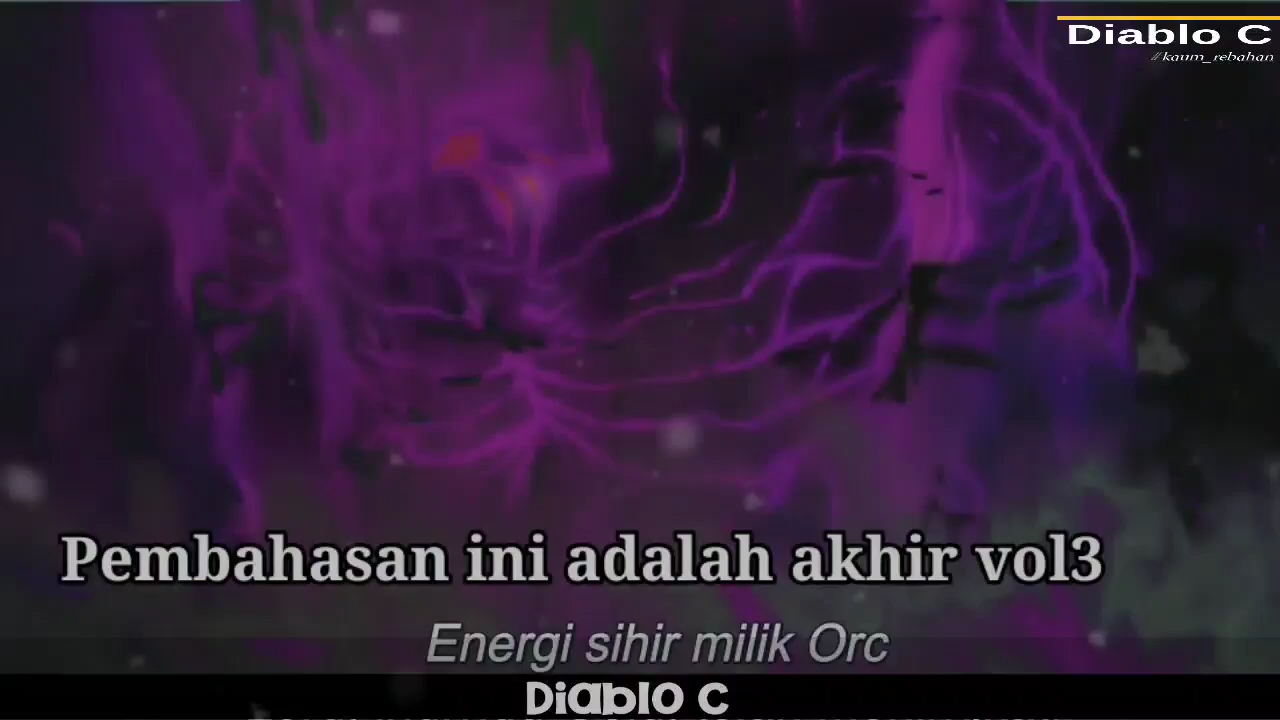 Diablo C
#kaum_rebahan
Pembahasan ini adalah akhir vol3
Energi sihir milik Orc
Diablo C